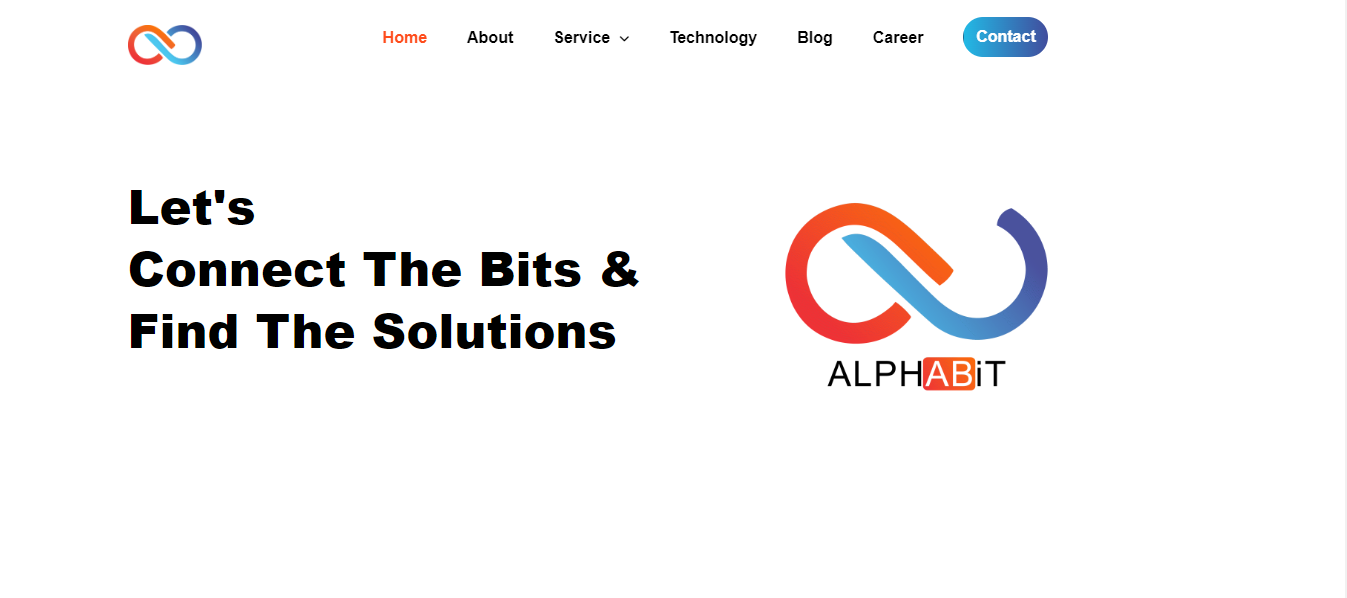 Home About Service Technology Blog Career Contact
Let's
Connect The Bits &
Find The Solutions
ALPHABiT